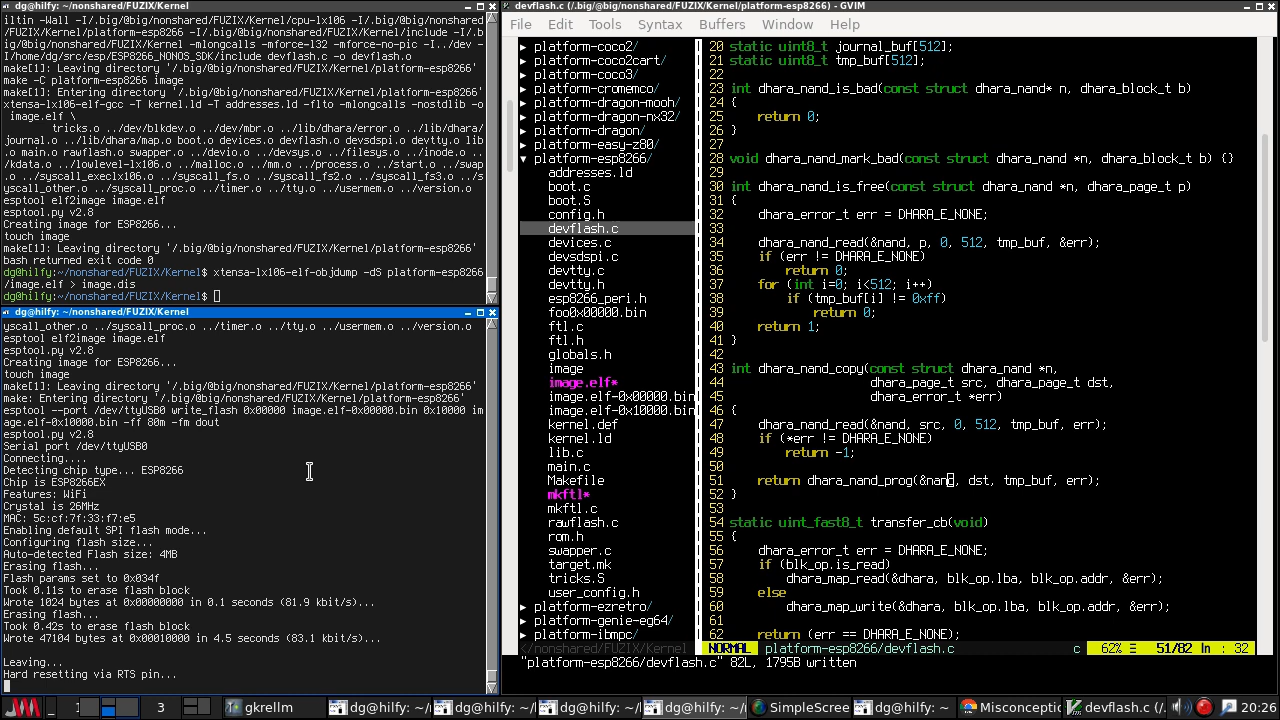 dg@hilfy: ~/nonshared/FUZIX/Kernel
iltin -Wall -I/.big/@big/nonshared/FUZIX/Kernel/cpu-lx106 -I/.big/@big/nonshared
/FUZIX/Kernel/platform-esp8266 -I/.big/@big/nonshared/FUZIX/Kernel/include -I/.b
ig/@big/nonshared/FUZIX/Kernel -mlongcalls -mforce-l32 -mforce-no-pic -I../dev -
I/home/dg/src/esp/ESP8266_NONOS_SDK/include devflash.c -o devflash.o
make[1]: Leaving directory '/.big/@big/nonshared/FUZIX/Kernel/platform-esp8266'
make -C platform-esp8266 image
make[1]: Entering directory '/.big/@big/nonshared/FUZIX/Kernel/platform-esp8266'
xtensa-lx106-elf-gcc -T kernel.ld -T addresses.ld -flto -mlongcalls -nostdlib -o
image.elf \
tricks.o ../dev/blkdev.o ../dev/mbr.o ../lib/dhara/error.o ../lib/dhara/
journal.o ../lib/dhara/map.o boot.o devices.o devflash.o devsdspi.o devtty.o lib
.o main.o rawflash.o swapper.o ../devio.o ../devsys.o ../filesys.o ../inode.o ..
/kdata.o ../lowlevel-lx106.o ../malloc.o ../mm.o ../process.o ../start.o ../swap
.o ../syscall_execlx106.o ../syscall_fs.o ../syscall_fs2.o ../syscall_fs3.o ../s
yscall_other.o ../syscall_proc.o ../timer.o ../tty.o ../usermem.o ../version.o
esptool elf2image image.elf
esptool.py v2.8
Creating image for ESP8266...
touch image
make[1]: Leaving directory '/.big/@big/nonshared/FUZIX/Kernel/platform-esp8266'
bash returned exit code 0
dg@hilfy:~/nonshared/FUZIX/Kernel$ xtensa-lx106-elf-objdump -dS platform-esp8266
/image.elf > image.dis
dg@hilfy:~/nonshared/FUZIX/Kernel$
dg@hilfy: ~/nonshared/FUZIX/Kernel
yscall_other.o ../syscall_proc.o ../timer.o ../tty.o ../usermem.o ../version.o
esptool elf2image image.elf
esptool.py v2.8
Creating image for ESP8266...
touch image
make[1]: Leaving directory '/.big/@big/nonshared/FUZIX/Kernel/platform-esp8266'
make: Entering directory '/.big/@big/nonshared/FUZIX/Kernel/platform-esp8266'
esptool --port /dev/ttyUSB0 write_flash 0x00000 image.elf-0x00000.bin 0x10000 im
age.elf-0x10000.bin -ff 80m -fm dout
esptool.py v2.8
Serial port /dev/ttyUSB0
Connecting....
Detecting chip type... ESP8266
Chip is ESP8266EX
Features: WiFi
Crystal is 26MHz
MAC: 5c:cf:7f:33:f7:e5
Enabling default SPI flash mode...
Configuring flash size...
Auto-detected Flash size: 4MB
Erasing flash...
Flash params set to 0x034f
Took 0.11s to erase flash block
Wrote 1024 bytes at 0x00000000 in 0.1 seconds (81.9 kbit/s)...
Erasing flash...
Took 0.42s to erase flash block
Wrote 47104 bytes at 0x00010000 in 4.5 seconds (83.1 kbit/s)...
Leaving...
Hard resetting via RTS pin...
devflash.c (/.big/@big/nonshared/FUZIX/Kernel/platform-esp8266) - GVIM
File Edit Tools Syntax Buffers Window Help
▶ platform-coco2/
▶ platform-coco2cart/
▶ platform-coco3/
▶ platform-cromemco/
▶ platform-dragon-mooh/
▶ platform-dragon-nx32/
▶ platform-dragon/
▶ platform-easy-z80/
▼ platform-esp8266/
addresses.ld
boot.c
boot.S
config.h
devflash.c
devices.c
devsdspi.c
devtty.c
devtty.h
esp8266_peri.h
foo0x00000.bin
ftl.c
ftl.h
globals.h
image
image.elf*
image.elf-0x00000.bin
image.elf-0x10000.bin
kernel.def
kernel.ld
lib.c
main.c
Makefile
mkftl*
mkftl.c
rawflash.c
rom.h
swapper.c
target.mk
tricks.S
user_config.h
▶ platform-ezretro/
▶ platform-genie-eg64/
▶ platform-ibmpc/
</nonshared/FUZIX/Kernel
20 static uint8_t journal_buf[512];
21 static uint8_t tmp_buf[512];
22
23 int dhara_nand_is_bad(const struct dhara_nand* n, dhara_block_t b)
24 {
25 return 0;
26 }
27
28 void dhara_nand_mark_bad(const struct dhara_nand *n, dhara_block_t b) {}
29
30 int dhara_nand_is_free(const struct dhara_nand *n, dhara_page_t p)
31 {
32 dhara_error_t err = DHARA_E_NONE;
33
34 dhara_nand_read(&nand, p, 0, 512, tmp_buf, &err);
35 if (err != DHARA_E_NONE)
36 return 0;
37 for (int i=0; i<512; i++)
38 if (tmp_buf[i] != 0xff)
39 return 0;
40 return 1;
41 }
42
43 int dhara_nand_copy(const struct dhara_nand *n,
44 dhara_page_t src, dhara_page_t dst,
45 dhara_error_t *err)
46 {
47 dhara_nand_read(&nand, src, 0, 512, tmp_buf, err);
48 if (*err != DHARA_E_NONE)
49 return -1;
50
51 return dhara_nand_prog(&nand, dst, tmp_buf, err);
52 }
53
54 static uint_fast8_t transfer_cb(void)
55 {
56 dhara_error_t err = DHARA_E_NONE;
57 if (blk_op.is_read)
58 dhara_map_read(&dhara, blk_op.lba, blk_op.addr, &err);
59 else
60 dhara_map_write(&dhara, blk_op.lba, blk_op.addr, &err);
61
62 return (err == DHARA_E_NONE);
NORMAL platform-esp8266/devflash.c c 62% ☰ 51/82 ln : 32
"platform-esp8266/devflash.c" 82L, 1795B written
1 3 gkrellm dg@hilfy: ~/ dg@hilfy: ~/ dg@hilfy: ~/ dg@hilfy: ~/ SimpleScree dg@hilfy: ~ Misconceptic devflash.c (/. 20:26